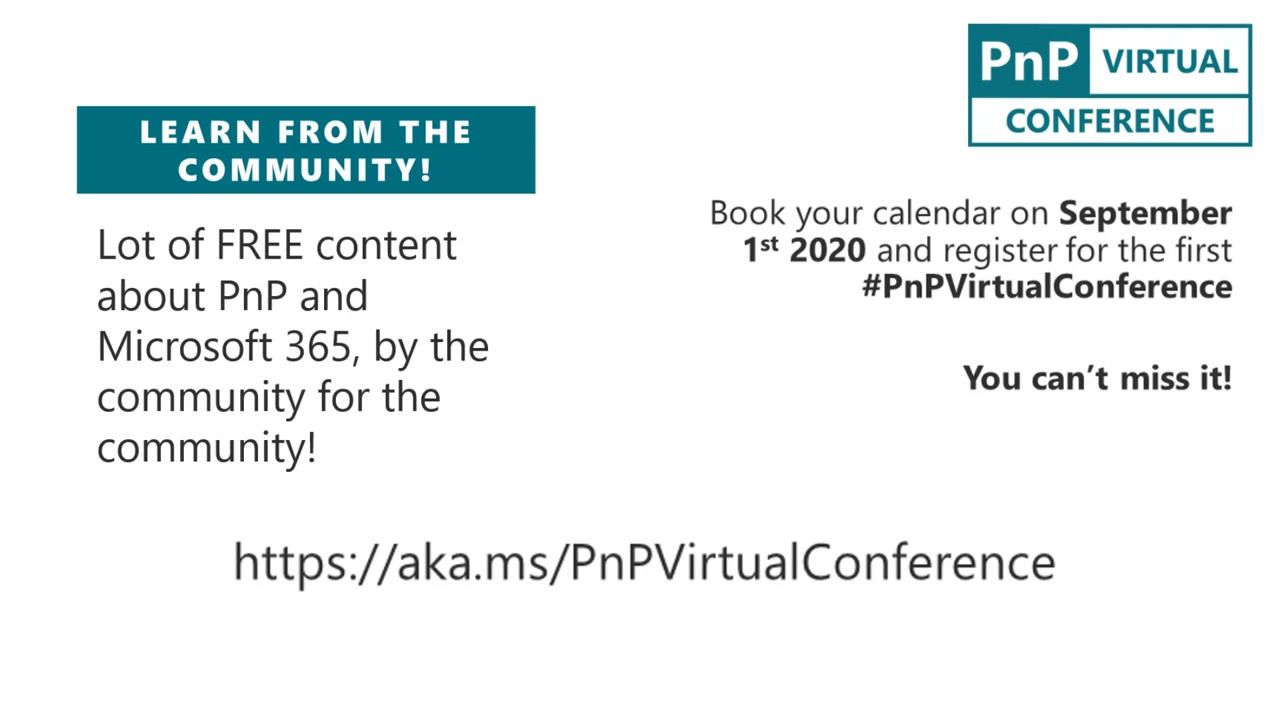 PnP VIRTUAL
CONFERENCE
LEARN FROM THE
COMMUNITY!
Lot of FREE content
about PnP and
Microsoft 365, by the
community for the
community!
Book your calendar on September
1st 2020 and register for the first
#PnPVirtualConference
You can’t miss it!
https://aka.ms/PnPVirtualConference